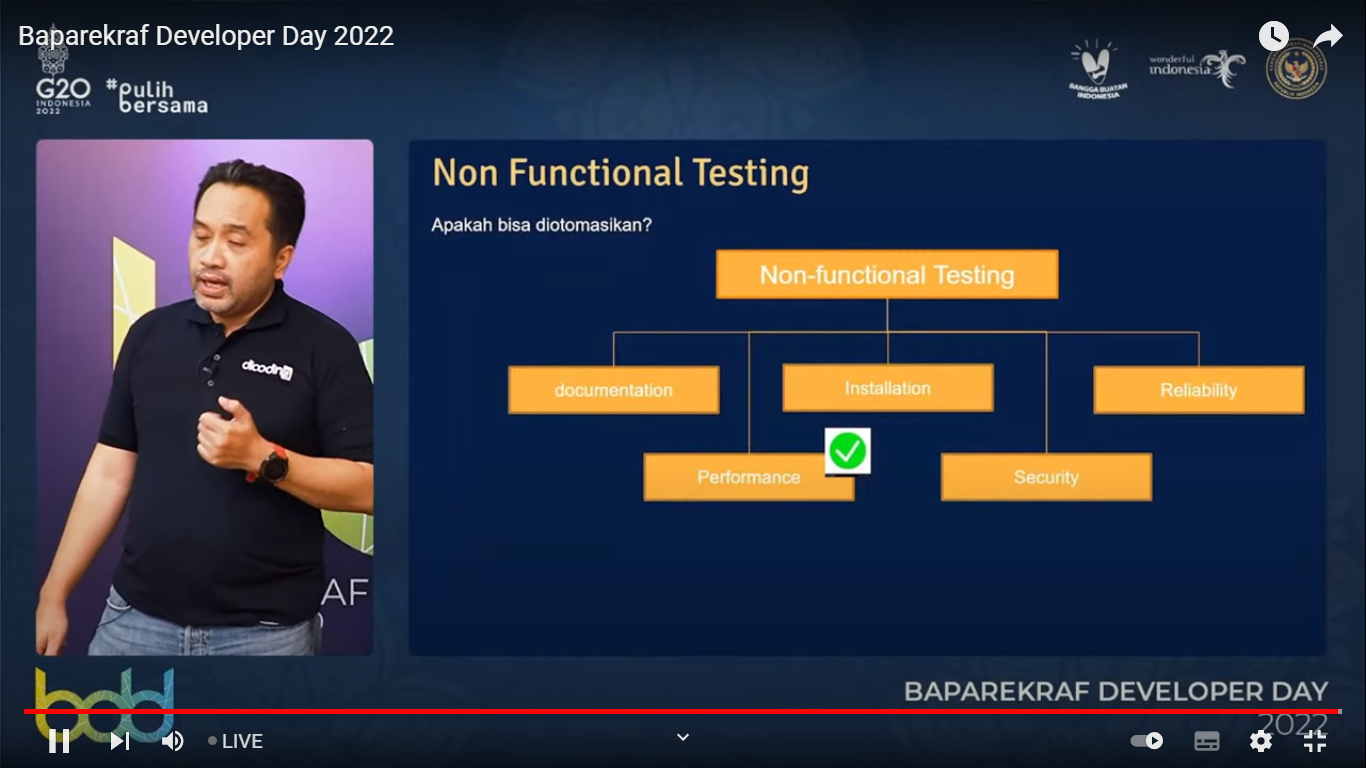 Baparekraf Developer Day 2022
G20
INDONESIA
2022
#pulih
bersama
BANGGA BUATAN
INDONESIA
wonderful
indonesia
dicoding
AF
Non Functional Testing
Apakah bisa diotomasikan?
Non-functional Testing
documentation
Installation
Reliability
Performance
Security
bdd
BAPAREKRAF DEVELOPER DAY
2022
LIVE